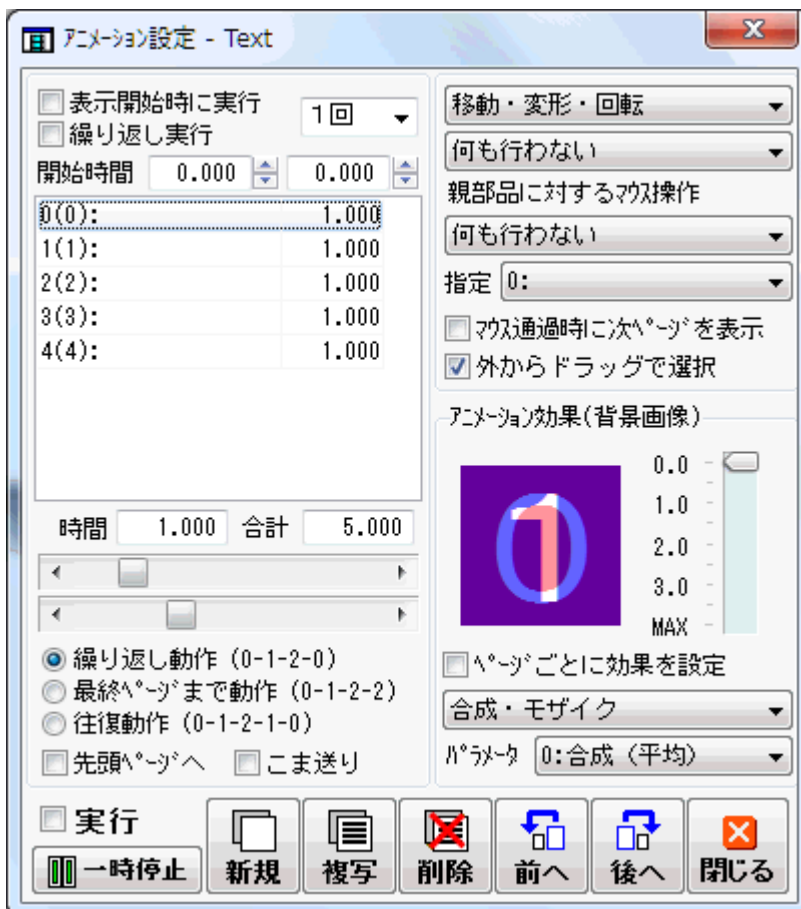 アニメーション設定 - Text
表示開始時に実行
1回
繰り返し実行
開始時間 0.000 0.000
0(0): 1.000
1(1): 1.000
2(2): 1.000
3(3): 1.000
4(4): 1.000
時間 1.000 合計 5.000
繰り返し動作 (0-1-2-0)
最終ページまで動作 (0-1-2-2)
往復動作 (0-1-2-1-0)
先頭ページへ こま送り
移動・変形・回転
何も行わない
親部品に対するマウス操作
何も行わない
指定 0:
マウス通過時に次ページを表示
外からドラッグで選択
アニメーション効果(背景画像)
0 1
0.0
1.0
2.0
3.0
MAX
ページごとに効果を設定
合成・モザイク
パラメータ 0:合成 (平均)
実行
一時停止 新規 複写 削除 前へ 後へ 閉じる